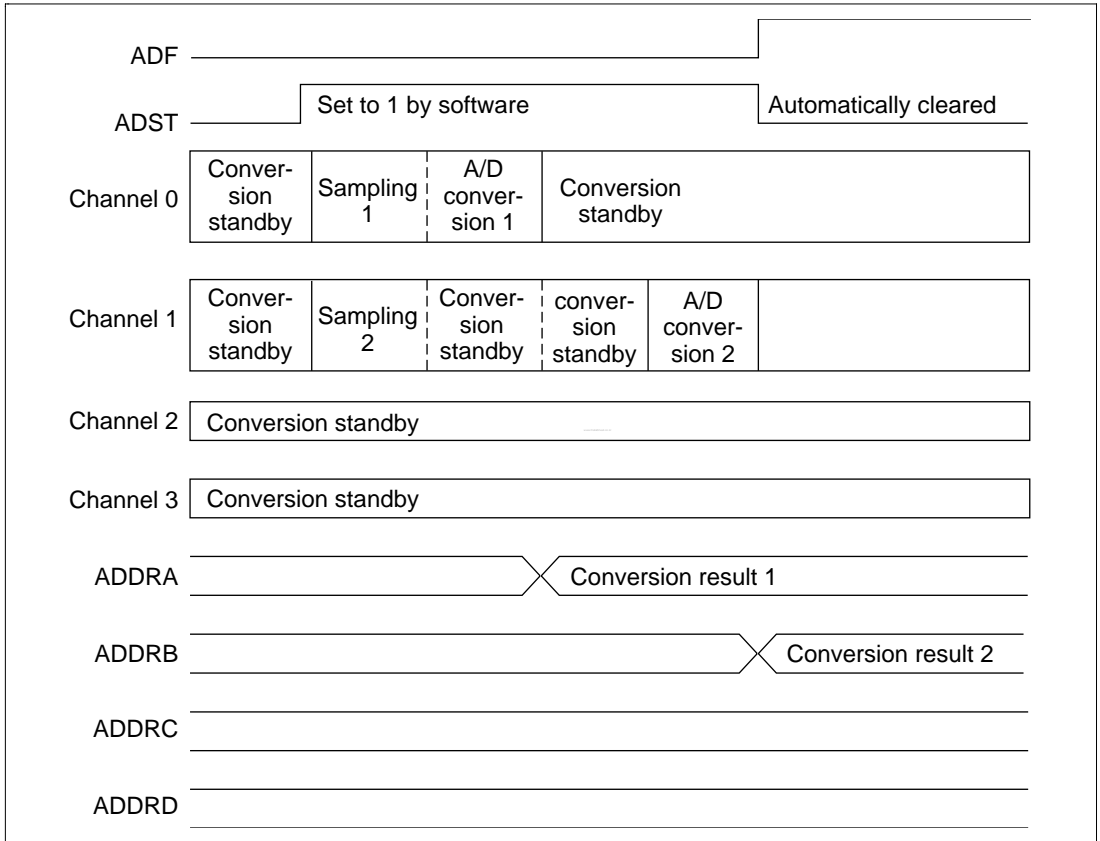 ADF
ADST
Set to 1 by software
Automatically cleared
Channel 0
Conver-
sion
standby
Sampling
1
A/D
conver-
sion 1
Conversion
standby
Channel 1
Conver-
sion
standby
Sampling
2
Conver-
sion
standby
conver-
sion
standby
A/D
conver-
sion 2
Channel 2
Conversion standby
Channel 3
Conversion standby
ADDRA
Conversion result 1
ADDRB
Conversion result 2
ADDRC
ADDRD